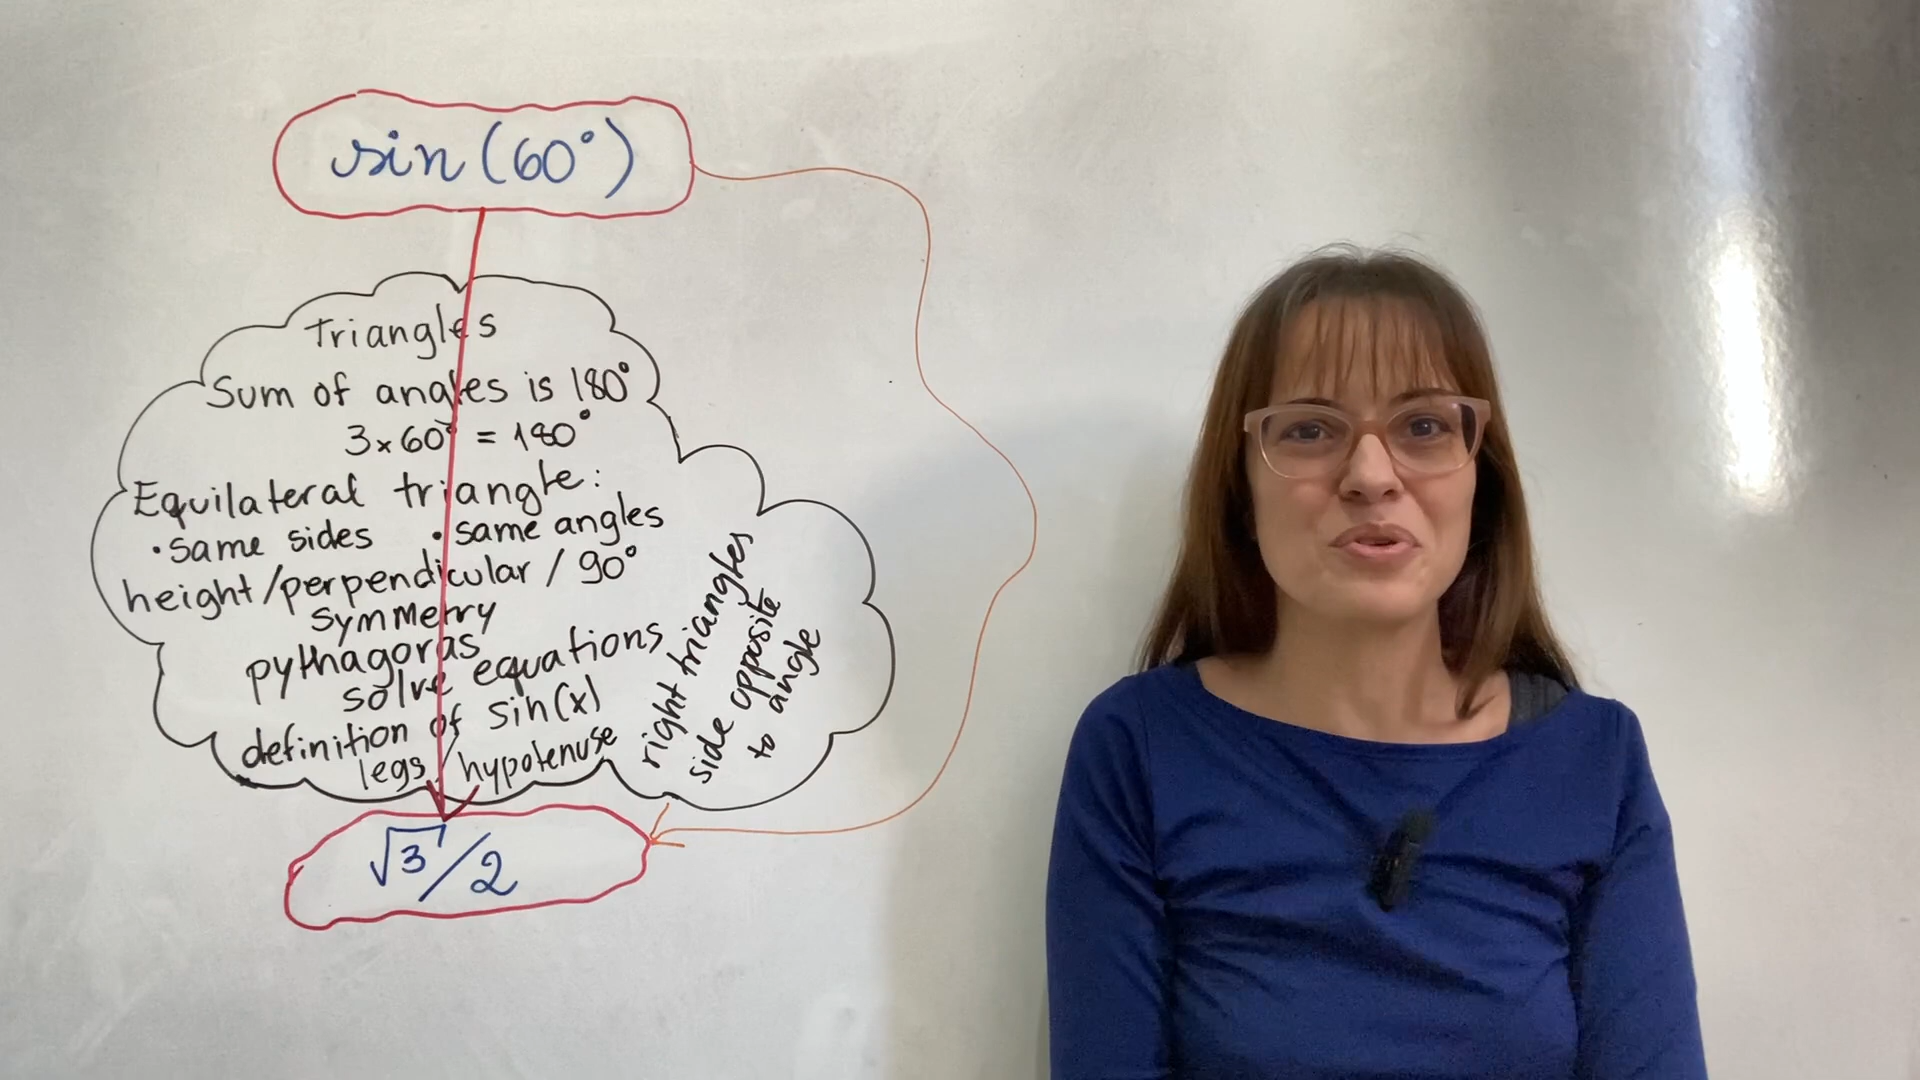 sin(60°)
Triangles
Sum of angles is 180°
3×60° = 180°
Equilateral triangle:
•same sides •same angles
height/perpendicular/90°
symmetry
pythagoras
solve equations
definition of sin(x)
legs/hypotenuse
right triangles
side opposite
to angle
√3/2